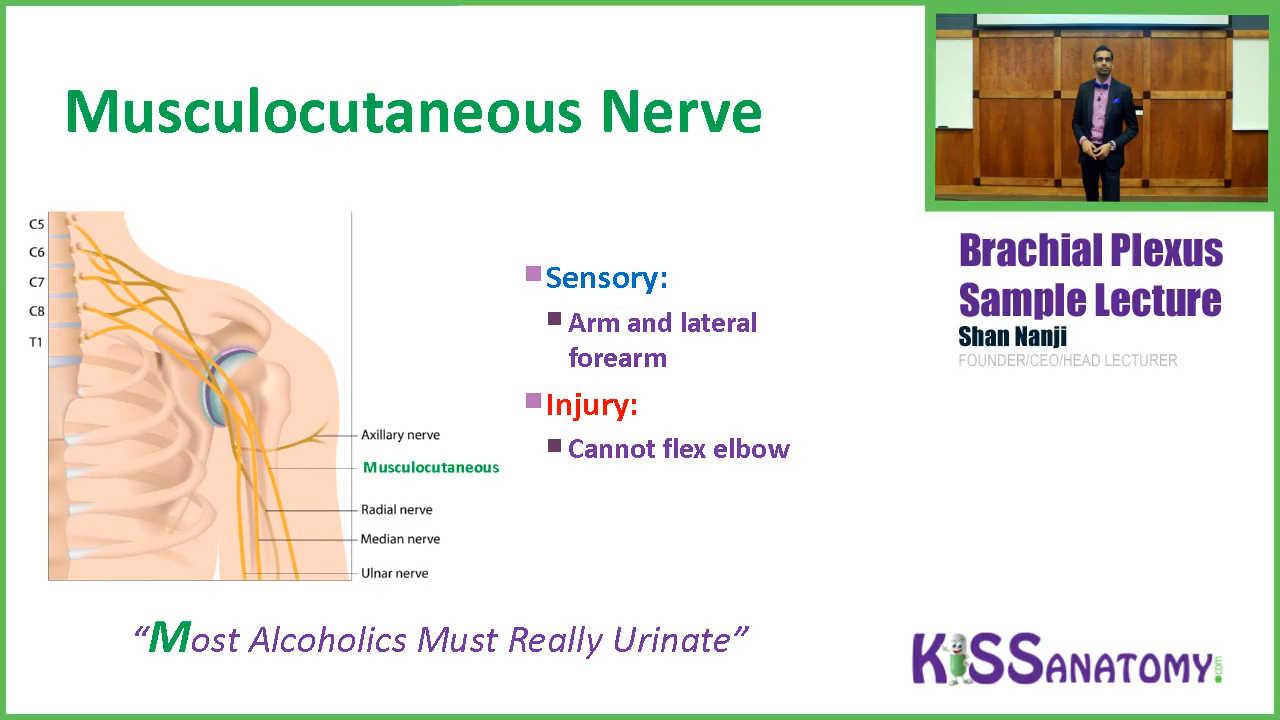 Musculocutaneous Nerve
C5
C6
C7
C8
T1
Axillary nerve
Musculocutaneous
Radial nerve
Median nerve
Ulnar nerve
Sensory:
Arm and lateral
forearm
Injury:
Cannot flex elbow
“Most Alcoholics Must Really Urinate”
Brachial Plexus
Sample Lecture
Shan Nanji
FOUNDER/CEO/HEAD LECTURER
KiSSANATOMY.com